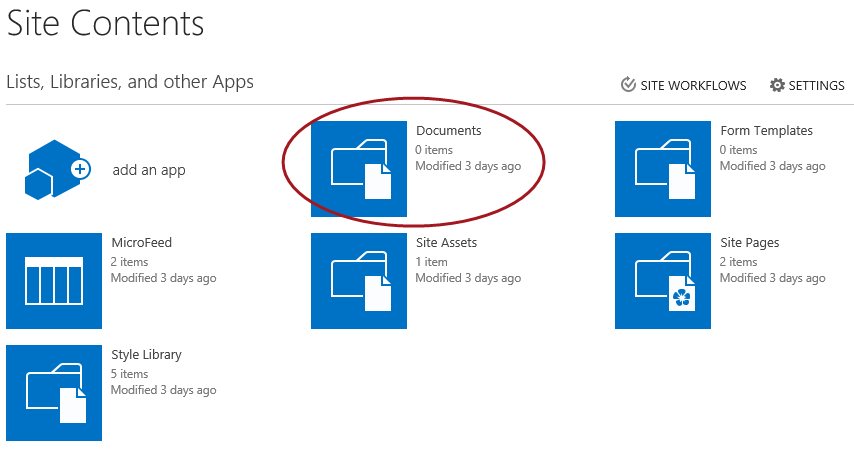 Site Contents
Lists, Libraries, and other Apps
SITE WORKFLOWS
SETTINGS
add an app
Documents
0 items
Modified 3 days ago
Form Templates
0 items
Modified 3 days ago
MicroFeed
2 items
Modified 3 days ago
Site Assets
1 item
Modified 3 days ago
Site Pages
2 items
Modified 3 days ago
Style Library
5 items
Modified 3 days ago